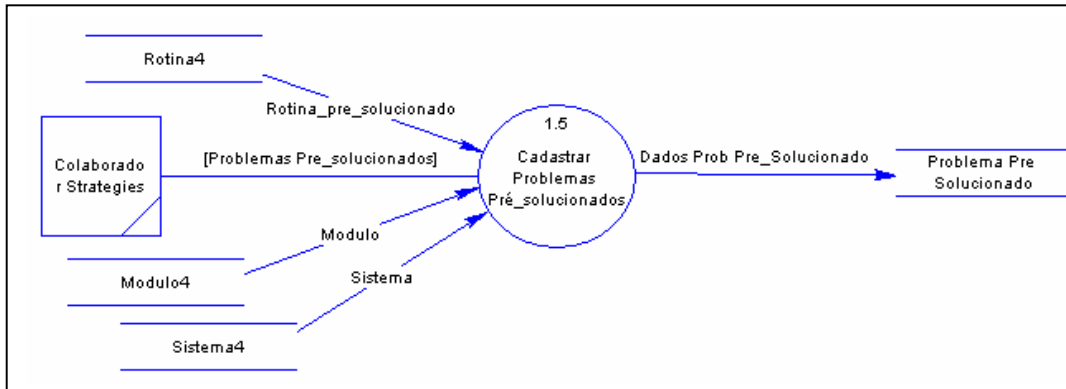 Rotina4
Rotina_pre_solucionado
1.5
Cadastrar
Problemas
Pré_solucionados
[Problemas Pre_solucionados]
Colaborado
r Strategies
Dados Prob Pre_Solucionado
Problema Pre
Solucionado
Modulo
Modulo4
Sistema
Sistema4